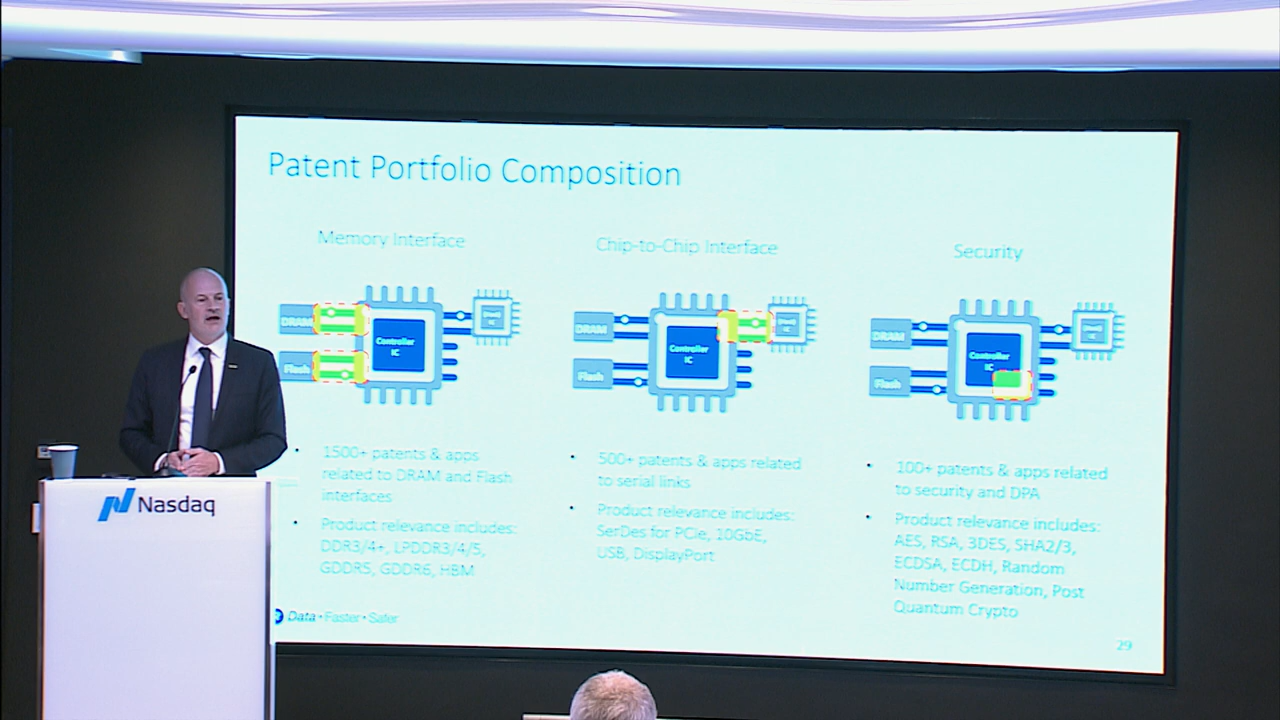 Patent Portfolio Composition
Memory Interface
DRAM
Flash
Controller
IC
IC
1500+ patents & apps
related to DRAM and Flash
interfaces
Product relevance includes:
DDR3/4+, LPDDR3/4/5,
GDDR5, GDDR6, HBM
Chip-to-Chip Interface
DRAM
Flash
Controller
IC
IC
500+ patents & apps related
to serial links
Product relevance includes:
SerDes for PCIe, 10GbE,
USB, DisplayPort
Security
DRAM
Flash
Controller
IC
IC
100+ patents & apps related
to security and DPA
Product relevance includes:
AES, RSA, 3DES, SHA2/3,
ECDSA, ECDH, Random
Number Generation, Post
Quantum Crypto
Data • Faster • Safer
29
Nasdaq